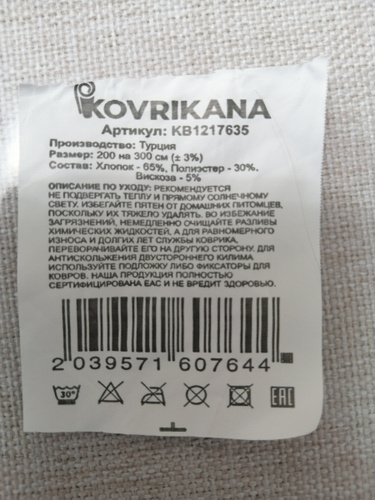 KOVRIKANA
Артикул: KB1217635
Производство: Турция
Размер: 200 на 300 см (± 3%)
Состав: Хлопок - 65%, Полиэстер - 30%.
Вискоза - 5%
ОПИСАНИЕ ПО УХОДУ: РЕКОМЕНДУЕТСЯ
НЕ ПОДВЕРГАТЬ ТЕПЛУ И ПРЯМОМУ СОЛНЕЧНОМУ
СВЕТУ. ИЗБЕГАЙТЕ ПЯТЕН ОТ ДОМАШНИХ ПИТОМЦЕВ,
ПОСКОЛЬКУ ИХ ТЯЖЕЛО УДАЛЯТЬ. ВО ИЗБЕЖАНИЕ
ЗАГРЯЗНЕНИЙ, НЕМЕДЛЕННО ОЧИЩАЙТЕ РАЗЛИВЫ
ХИМИЧЕСКИХ ЖИДКОСТЕЙ, А ДЛЯ РАВНОМЕРНОГО
ИЗНОСА И ДОЛГИХ ЛЕТ СЛУЖБЫ КОВРИКА,
ПЕРЕВОРАЧИВАЙТЕ ЕГО НА ДРУГУЮ СТОРОНУ. ДЛЯ
АНТИСКОЛЬЖЕНИЯ ДВУСТОРОННЕГО КИЛИМА
ИСПОЛЬЗУЙТЕ ПОДЛОЖКУ ЛИБО ФИКСАТОРЫ ДЛЯ
КОВРОВ. НАША ПРОДУКЦИЯ ПОЛНОСТЬЮ
СЕРТИФИЦИРОВАНА ЕАС И НЕ ВРЕДИТ ЗДОРОВЬЮ.
2 039571 607644
30° EAC